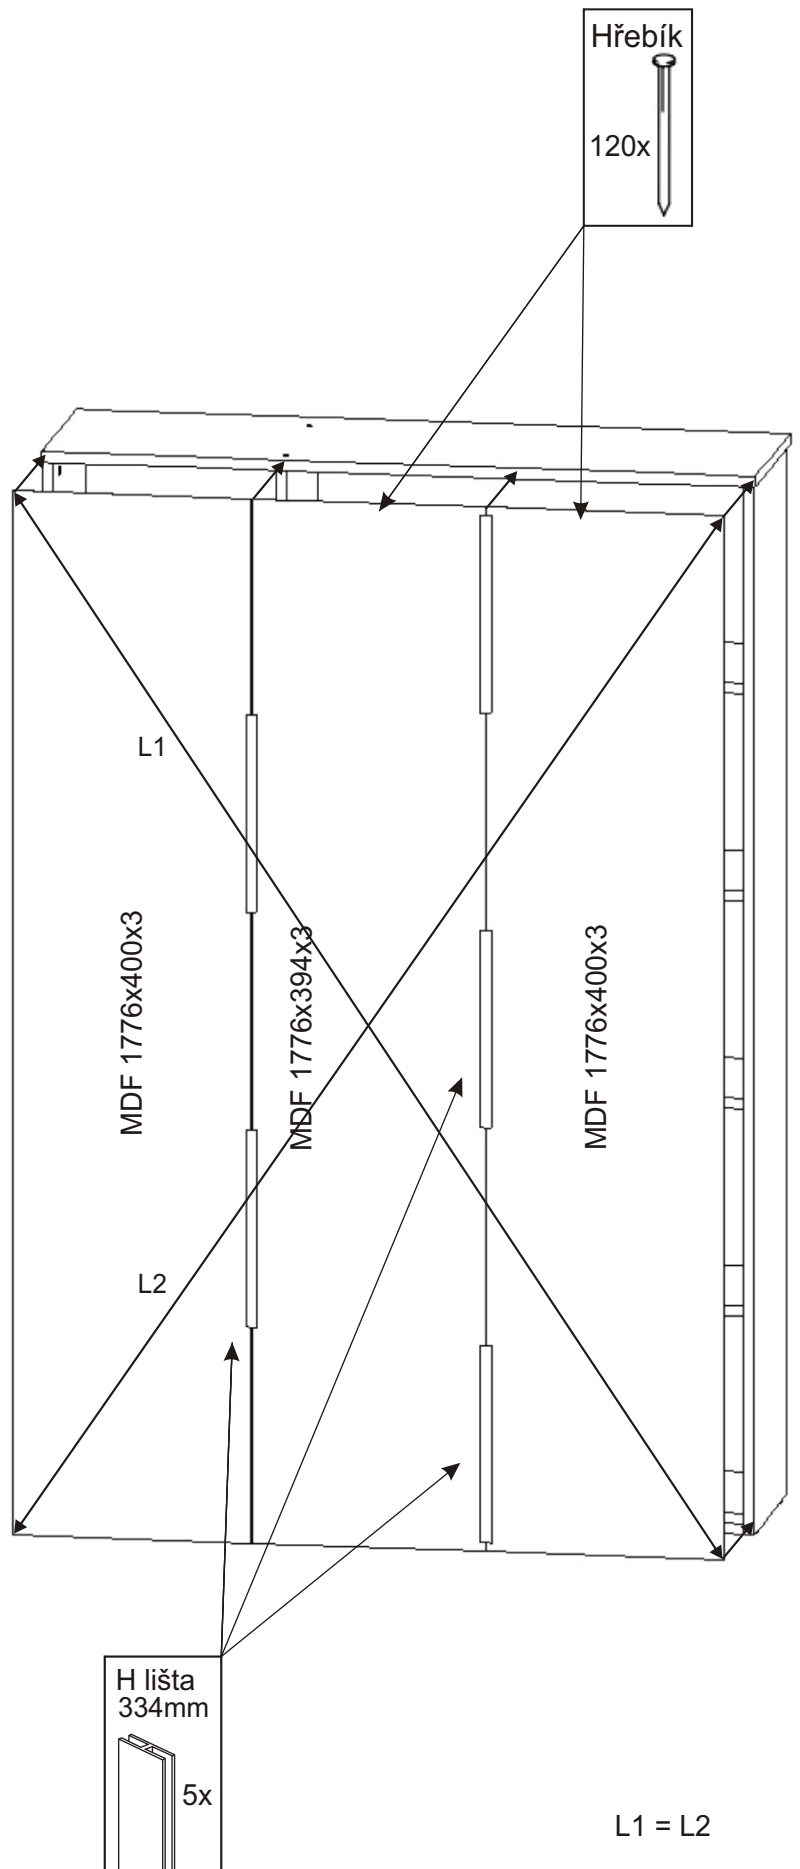 Hřebík
120x
L1
MDF 1776x400x3
MDF 1776x394x3
MDF 1776x400x3
L2
H lišta
334mm
5x
L1 = L2